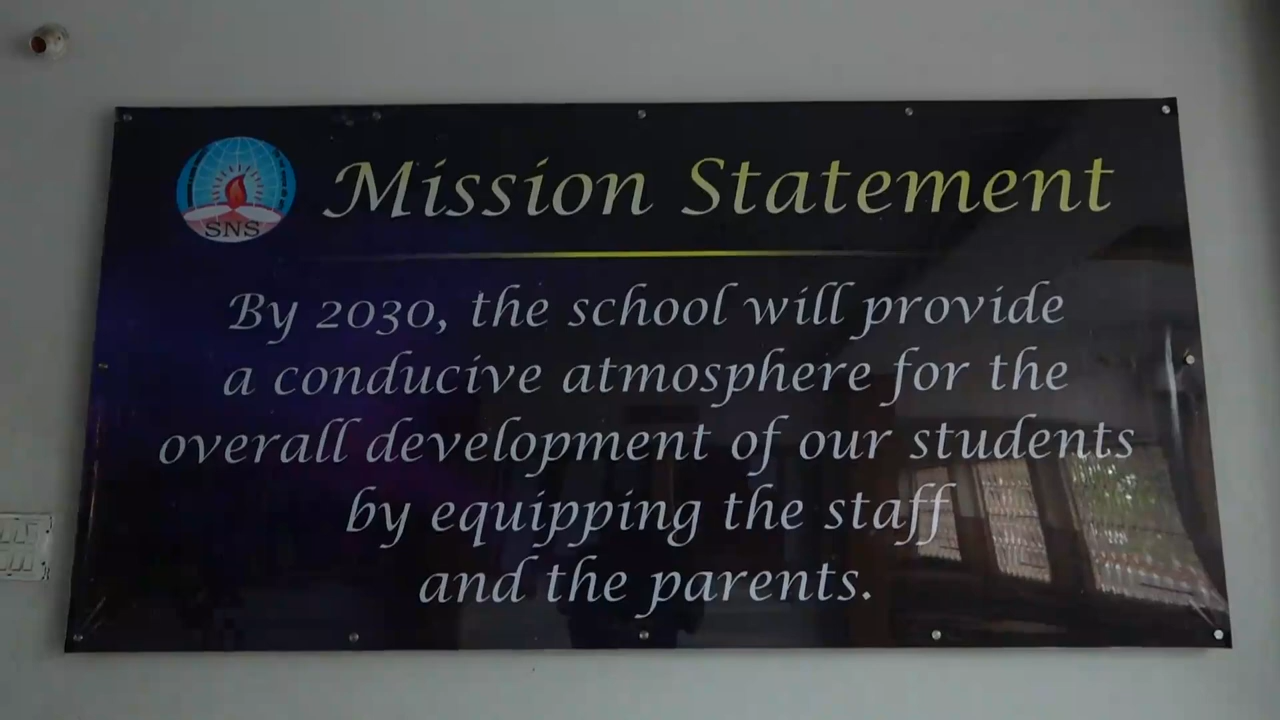 SNS
Mission Statement
By 2030, the school will provide
a conducive atmosphere for the
overall development of our students
by equipping the staff
and the parents.